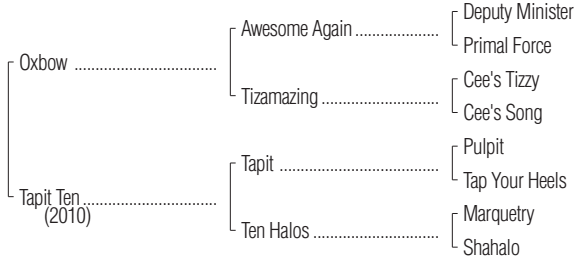 Deputy Minister
Awesome Again ....................
Primal Force
Oxbow ..................................
Cee's Tizzy
Tizamazing ............................
Cee's Song
Pulpit
Tapit ......................................
Tap Your Heels
Tapit Ten ................................
(2010)
Marquetry
Ten Halos ..............................
Shahalo